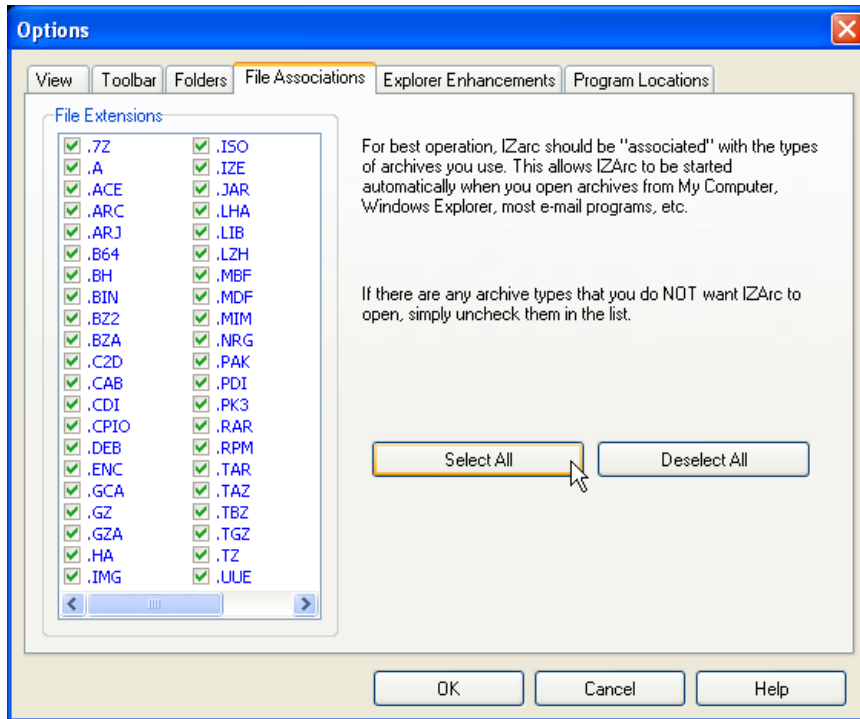 Options
View Toolbar Folders File Associations Explorer Enhancements Program Locations
File Extensions
.7Z .ISO
.A .IZE
.ACE .JAR
.ARC .LHA
.ARJ .LIB
.B64 .LZH
.BH .MBF
.BIN .MDF
.BZ2 .MIM
.BZA .NRG
.C2D .PAK
.CAB .PDI
.CDI .PK3
.CPIO .RAR
.DEB .RPM
.ENC .TAR
.GCA .TAZ
.GZ .TBZ
.GZA .TGZ
.HA .TZ
.IMG .UUE
For best operation, IZarc should be "associated" with the types
of archives you use. This allows IZArc to be started
automatically when you open archives from My Computer,
Windows Explorer, most e-mail programs, etc.
If there are any archive types that you do NOT want IZArc to
open, simply uncheck them in the list.
Select All Deselect All
OK Cancel Help